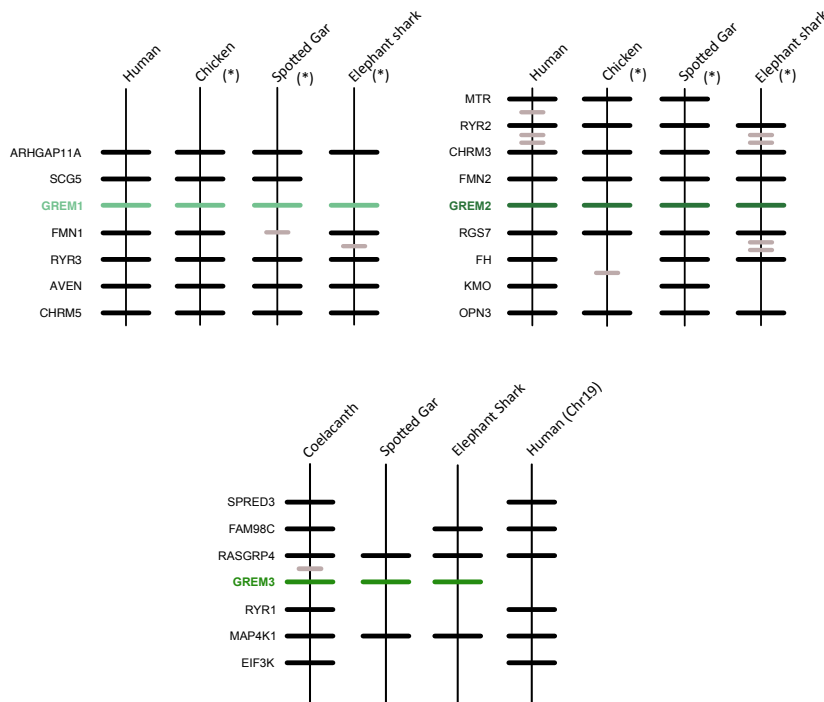 Human
Chicken
(*)
Spotted Gar
(*)
Elephant shark
(*)
ARHGAP11A
SCG5
GREM1
FMN1
RYR3
AVEN
CHRM5
Human
Chicken
(*)
Spotted Gar
(*)
Elephant shark
(*)
MTR
RYR2
CHRM3
FMN2
GREM2
RGS7
FH
KMO
OPN3
Coelacanth
Spotted Gar
Elephant Shark
Human (Chr19)
SPRED3
FAM98C
RASGRP4
GREM3
RYR1
MAP4K1
EIF3K